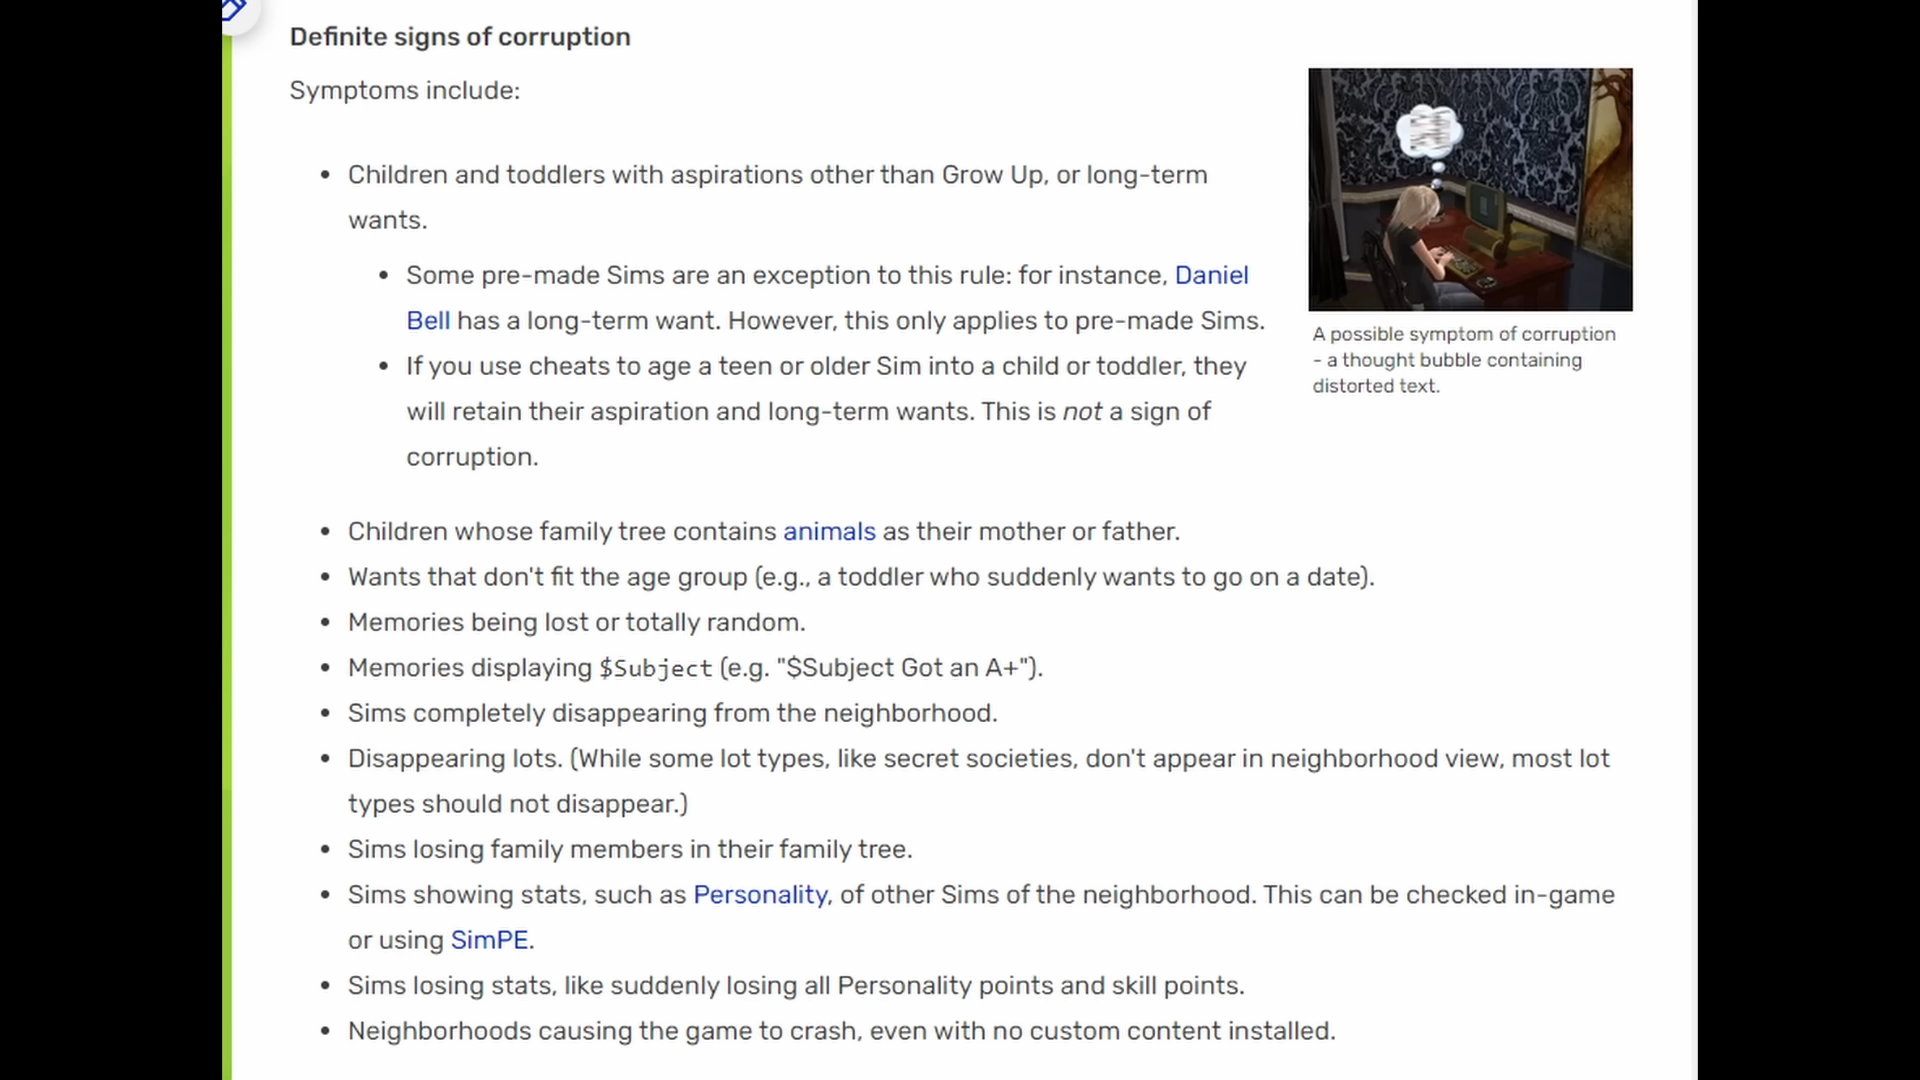 Definite signs of corruption
Symptoms include:
Children and toddlers with aspirations other than Grow Up, or long-term
wants.
Some pre-made Sims are an exception to this rule: for instance, Daniel
Bell has a long-term want. However, this only applies to pre-made Sims.
If you use cheats to age a teen or older Sim into a child or toddler, they
will retain their aspiration and long-term wants. This is not a sign of
corruption.
A possible symptom of corruption
- a thought bubble containing
distorted text.
Children whose family tree contains animals as their mother or father.
Wants that don't fit the age group (e.g., a toddler who suddenly wants to go on a date).
Memories being lost or totally random.
Memories displaying $Subject (e.g. "$Subject Got an A+").
Sims completely disappearing from the neighborhood.
Disappearing lots. (While some lot types, like secret societies, don't appear in neighborhood view, most lot
types should not disappear.)
Sims losing family members in their family tree.
Sims showing stats, such as Personality, of other Sims of the neighborhood. This can be checked in-game
or using SimPE.
Sims losing stats, like suddenly losing all Personality points and skill points.
Neighborhoods causing the game to crash, even with no custom content installed.